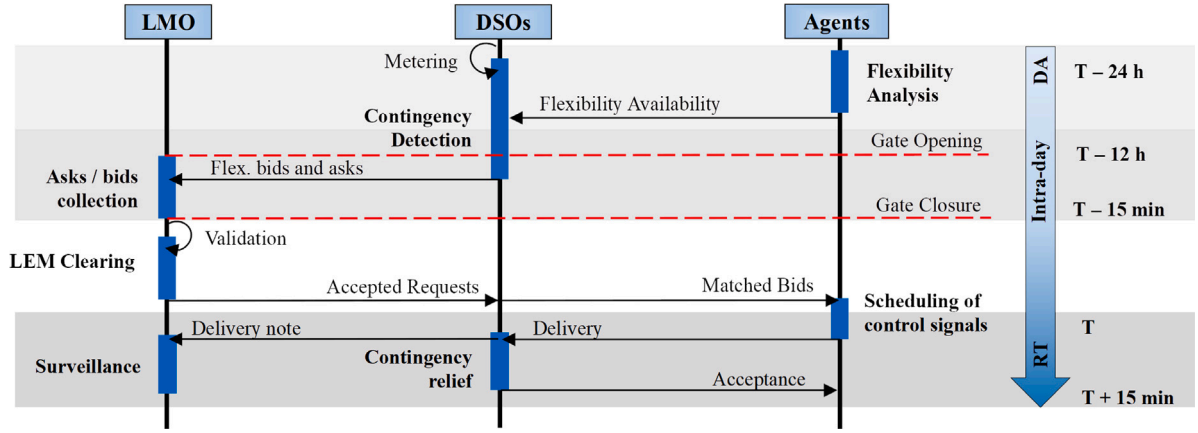 LMO
DSOs
Agents
Metering
Flexibility
Analysis
DA
T – 24 h
Flexibility Availability
Contingency
Detection
Gate Opening
T – 12 h
Flex. bids and asks
Asks / bids
collection
Intra-day
Gate Closure
T – 15 min
Validation
LEM Clearing
Accepted Requests
Matched Bids
Scheduling of
control signals
Delivery note
Delivery
T
RT
Surveillance
Contingency
relief
Acceptance
T + 15 min